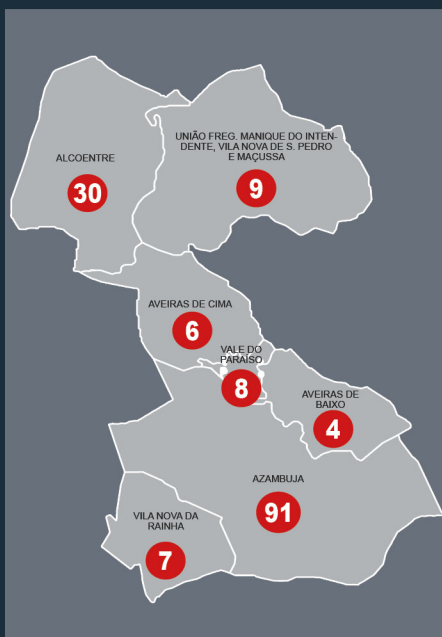 UNIÃO FREG. MANIQUE DO INTEN-
DENTE, VILA NOVA DE S. PEDRO
E MAÇUSSA
9
ALCOENTRE
30
AVEIRAS DE CIMA
6
VALE DO
PARAÍSO
8
AVEIRAS DE
BAIXO
4
AZAMBUJA
91
VILA NOVA DA
RAINHA
7